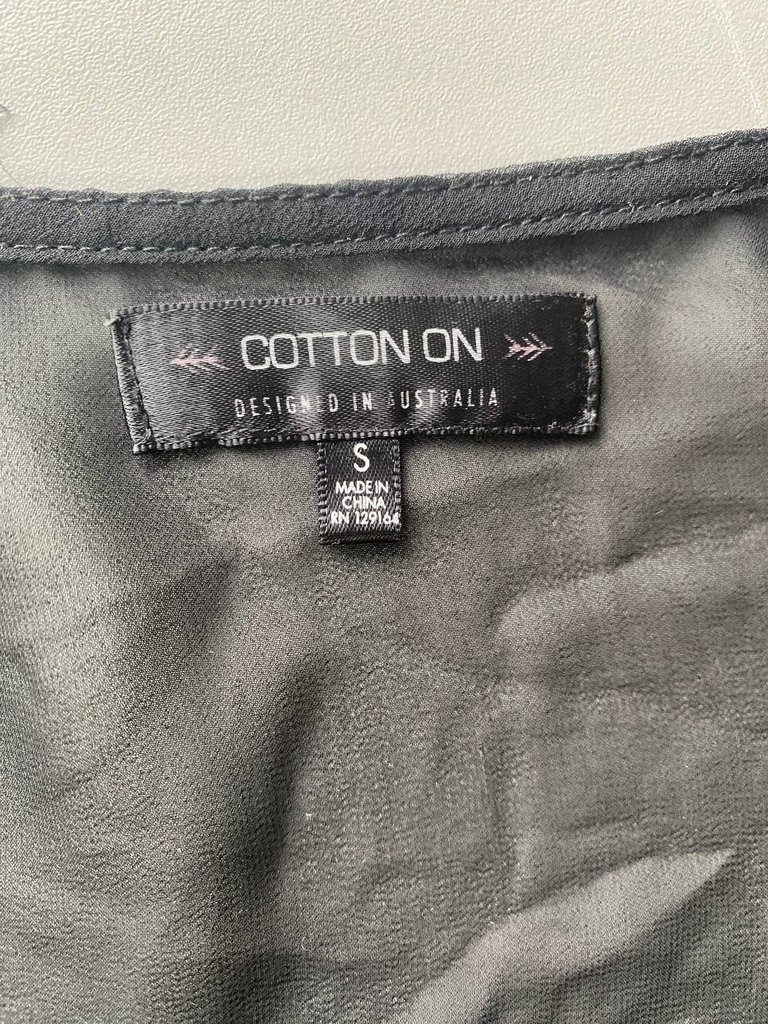 COTTON ON
DESIGNED IN AUSTRALIA
S
MADE IN
CHINA
RN 129164